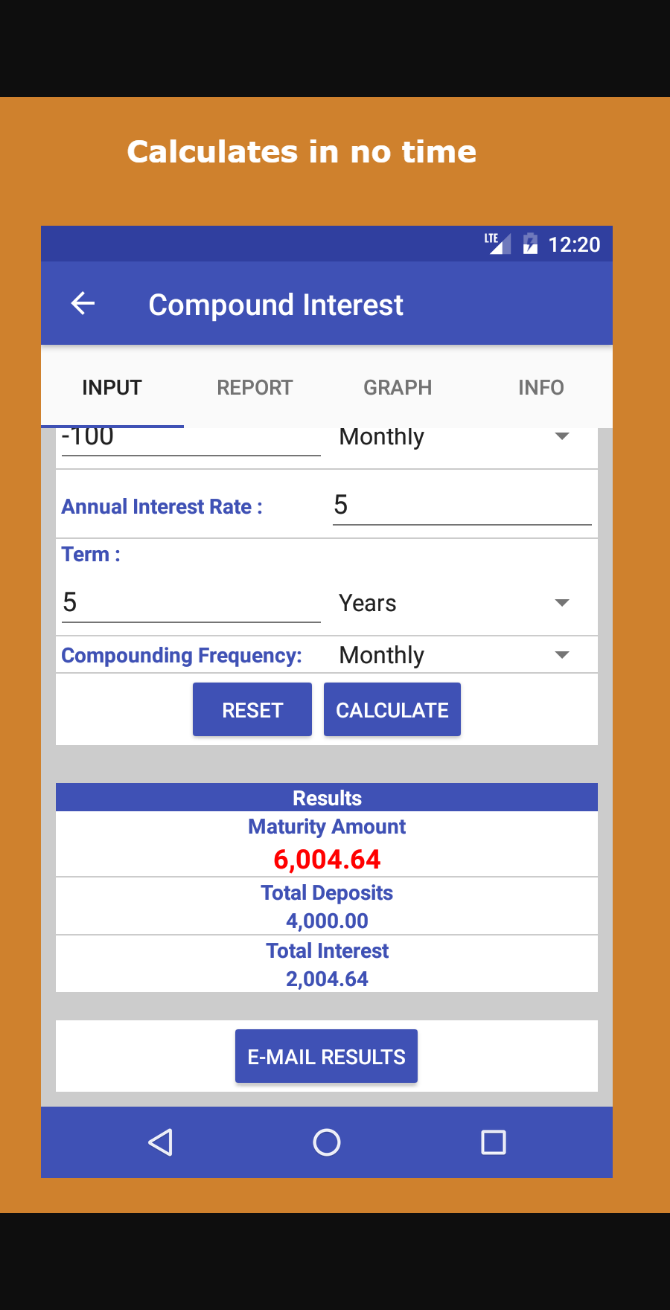 Calculates in no time
LTE 12:20
Compound Interest
INPUT REPORT GRAPH INFO
-100 Monthly
Annual Interest Rate : 5
Term :
5 Years
Compounding Frequency: Monthly
RESET CALCULATE
Results
Maturity Amount
6,004.64
Total Deposits
4,000.00
Total Interest
2,004.64
E-MAIL RESULTS